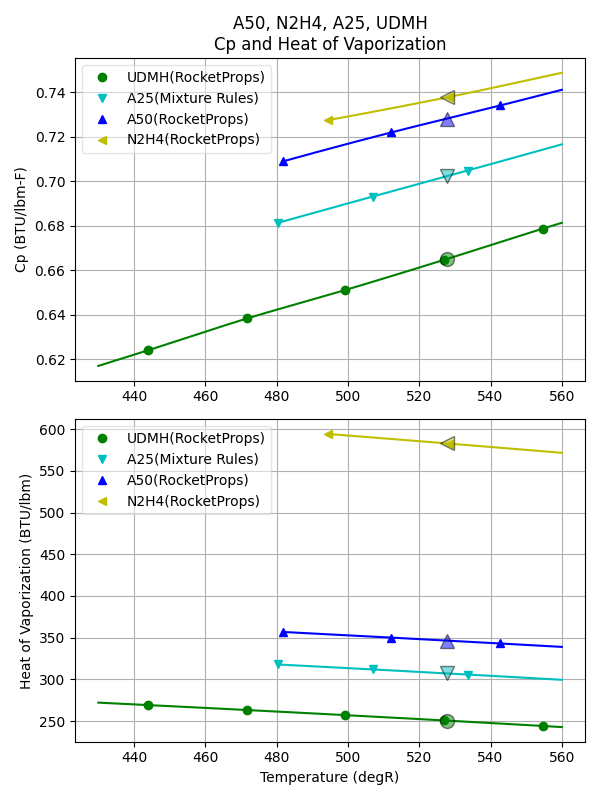 A50, N2H4, A25, UDMH
Cp and Heat of Vaporization
UDMH(RocketProps)
A25(Mixture Rules)
A50(RocketProps)
N2H4(RocketProps)
Cp (BTU/lbm-F)
0.74
0.72
0.70
0.68
0.66
0.64
0.62
440 460 480 500 520 540 560
UDMH(RocketProps)
A25(Mixture Rules)
A50(RocketProps)
N2H4(RocketProps)
Heat of Vaporization (BTU/lbm)
600
550
500
450
400
350
300
250
440 460 480 500 520 540 560
Temperature (degR)